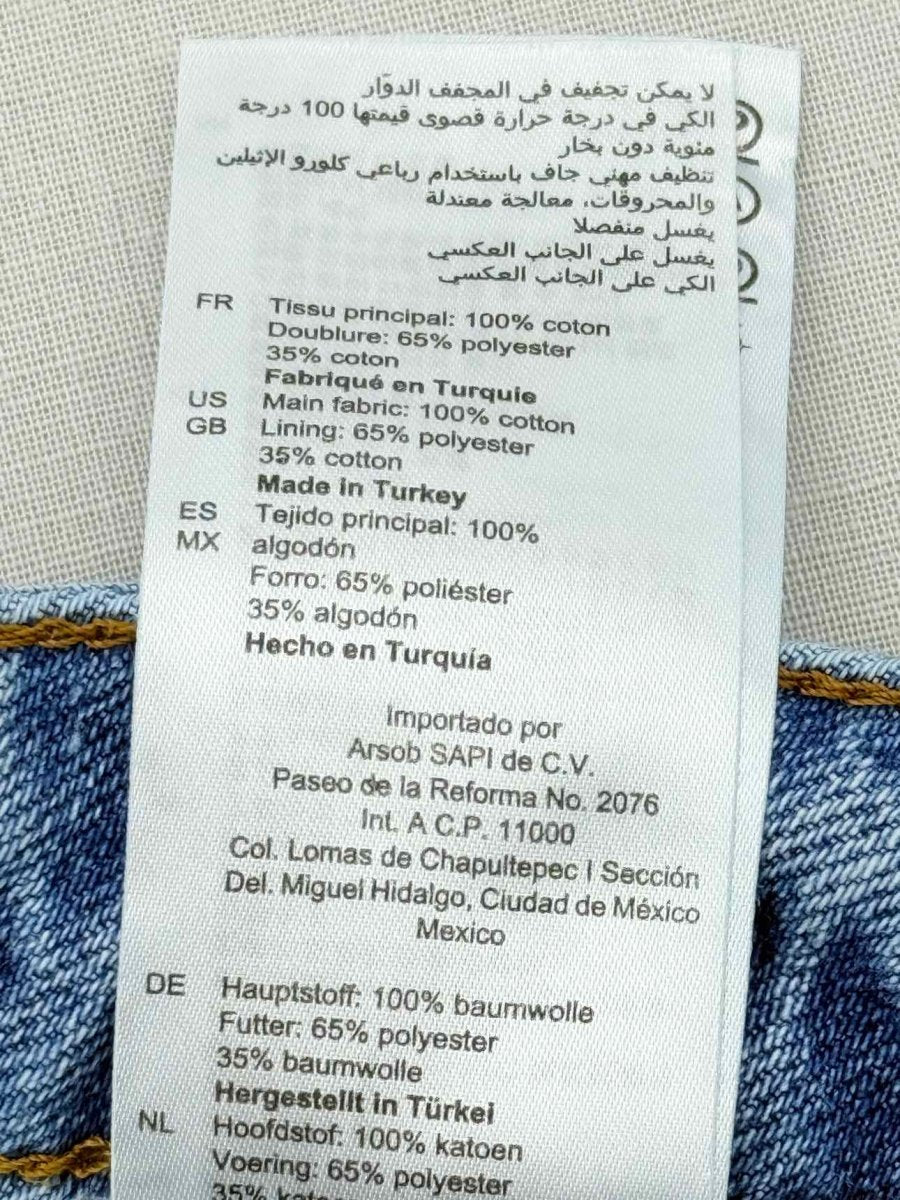 لا يمكن تجفيف في المجفف الدوّار
الكي في درجة حرارة قصوى قيمتها 100 درجة
مئوية دون بخار
تنظيف مهني جاف باستخدام رباعي كلورو الإثيلين
والمحروقات، معالجة معتدلة
يغسل منفصلا
يغسل على الجانب العكسي
الكي على الجانب العكسي
FR Tissu principal: 100% coton
Doublure: 65% polyester
35% coton
Fabriqué en Turquie
US Main fabric: 100% cotton
GB Lining: 65% polyester
35% cotton
Made in Turkey
ES Tejido principal: 100%
MX algodón
Forro: 65% poliéster
35% algodón
Hecho en Turquía
Importado por
Arsob SAPI de C.V.
Paseo de la Reforma No. 2076
Int. A C.P. 11000
Col. Lomas de Chapultepec I Sección
Del. Miguel Hidalgo, Ciudad de México
Mexico
DE Hauptstoff: 100% baumwolle
Futter: 65% polyester
35% baumwolle
Hergestellt in Türkei
NL Hoofdstof: 100% katoen
Voering: 65% polyester
35%